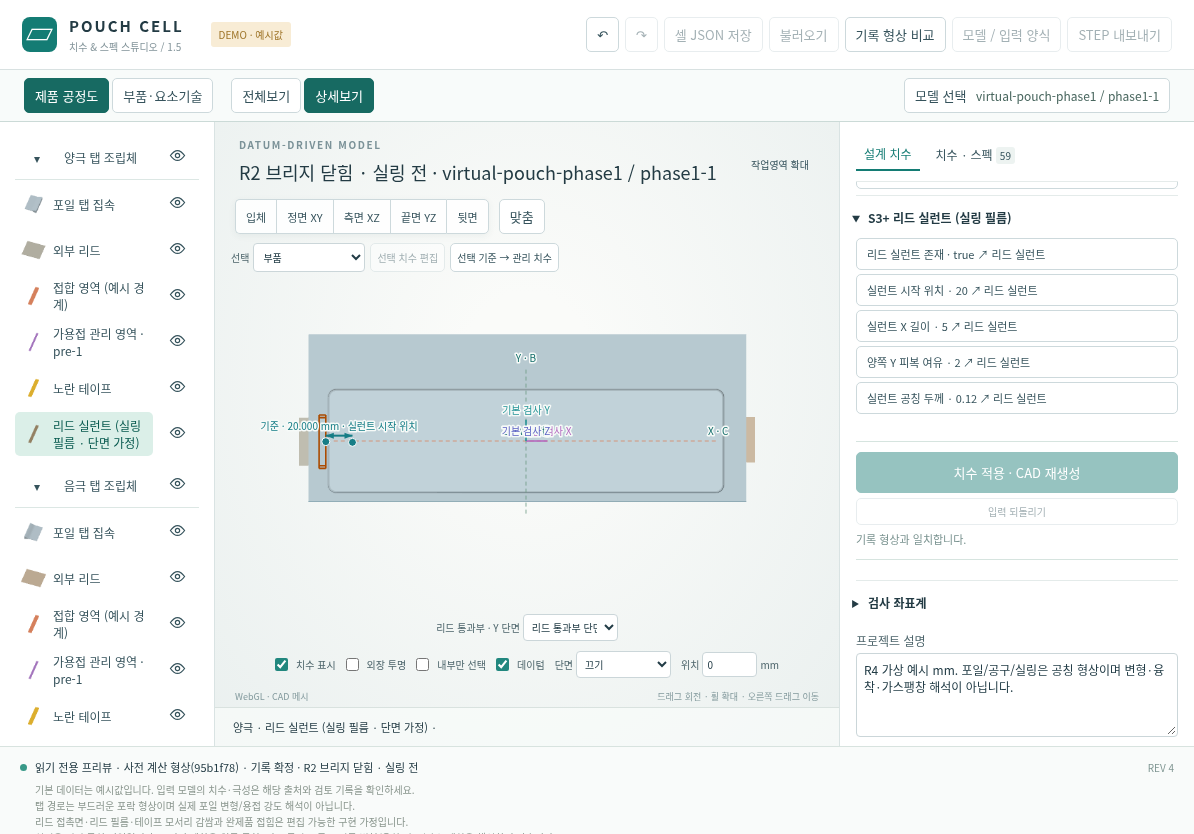 POUCH CELL
치수 & 스펙 스튜디오 / 1.5
DEMO · 예시값
↶
↷
셀 JSON 저장
불러오기
기록 형상 비교
모델 / 입력 양식
STEP 내보내기
제품 공정도
부품·요소기술
전체보기
상세보기
모델 선택 virtual-pouch-phase1 / phase1-1
▼ 양극 탭 조립체
포일 탭 집속
외부 리드
접합 영역 (예시 경
계)
가용접 관리 영역 ·
pre-1
노란 테이프
리드 실런트 (실링
필름 · 단면 가정)
▼ 음극 탭 조립체
포일 탭 집속
외부 리드
접합 영역 (예시 경
계)
가용접 관리 영역 ·
pre-1
노란 테이프
DATUM-DRIVEN MODEL
R2 브리지 닫힘 · 실링 전 · virtual-pouch-phase1 / phase1-1
작업영역 확대
입체
정면 XY
측면 XZ
끝면 YZ
뒷면
맞춤
선택
부품
선택 치수 편집
선택 기준 → 관리 치수
Y · B
기본 검사 Y
기준 · 20.000 mm · 실런트 시작 위치
기본 검사 Z
X · C
리드 통과부 · Y 단면
치수 표시
외장 투명
내부만 선택
데이텀
단면
끄기
위치
0
mm
WebGL · CAD 메시
드래그 회전 · 휠 확대 · 오른쪽 드래그 이동
양극 · 리드 실런트 (실링 필름 · 단면 가정) ·
설계 치수
치수 · 스펙 59
▼ S3+ 리드 실런트 (실링 필름)
리드 실런트 존재 · true ↗ 리드 실런트
실런트 시작 위치 · 20 ↗ 리드 실런트
실런트 X 길이 · 5 ↗ 리드 실런트
양쪽 Y 피복 여유 · 2 ↗ 리드 실런트
실런트 공칭 두께 · 0.12 ↗ 리드 실런트
치수 적용 · CAD 재생성
입력 되돌리기
기록 형상과 일치합니다.
▶ 검사 좌표계
프로젝트 설명
R4 가상 예시 mm. 포일/공구/실링은 공칭 형상이며 변형·융
착·가스팽창 해석이 아닙니다.
읽기 전용 프리뷰 · 사전 계산 형상(95b1f78) · 기록 확정 · R2 브리지 닫힘 · 실링 전
REV 4
기본 데이터는 예시값입니다. 입력 모델의 치수·극성은 해당 출처와 검토 기록을 확인하세요.
탭 경로는 부드러운 포락 형상이며 실제 포일 변형/용접 강도 해석이 아닙니다.
리드 접촉면·리드 필름·테이프 모서리 감쌈과 완제품 접힘은 편집 가능한 구현 가정입니다.